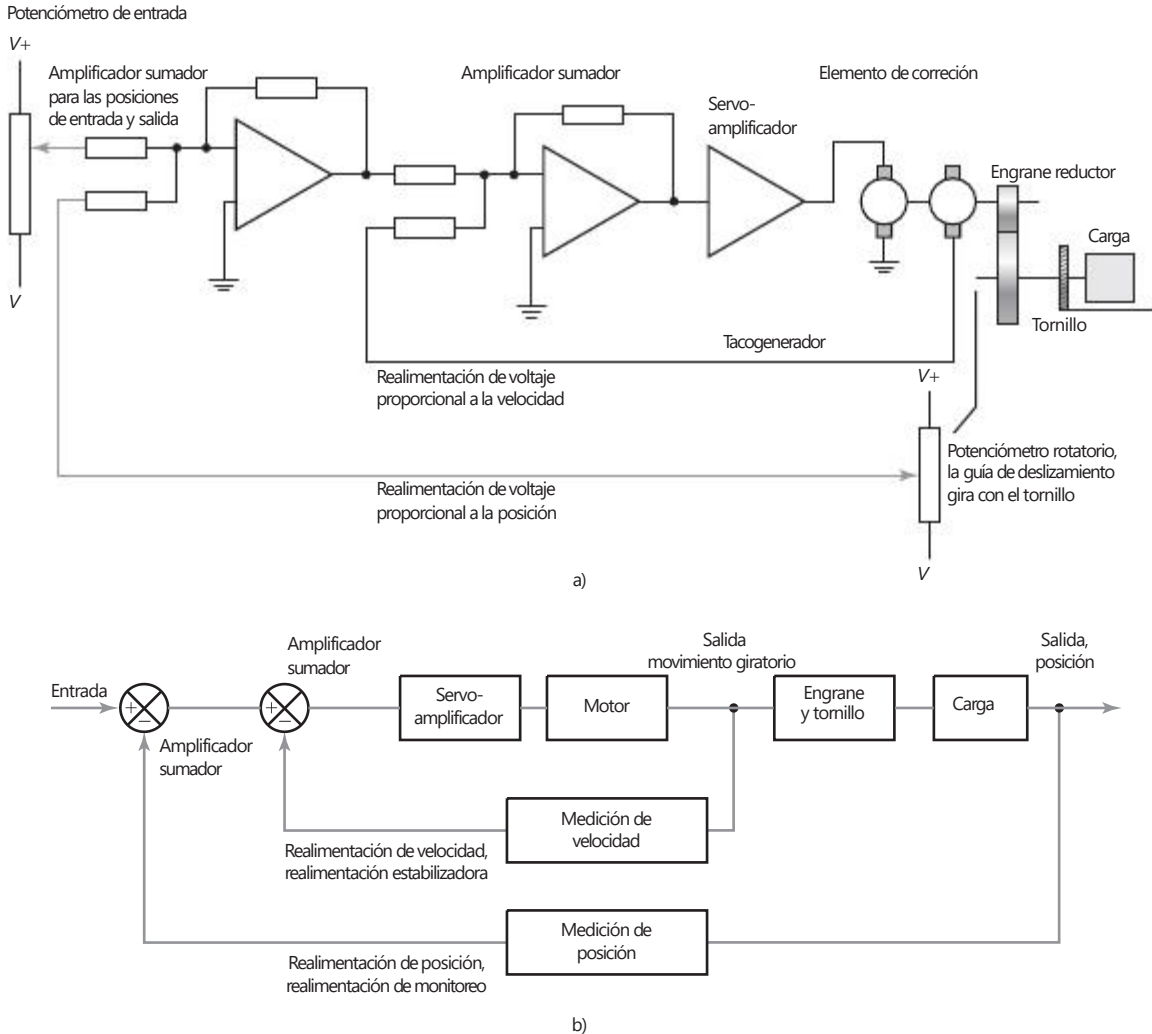 Potenciómetro de entrada
V+
Amplificador sumador
para las posiciones
de entrada y salida
V
Amplificador sumador
Servo-
amplificador
Elemento de correción
Engrane reductor
Carga
Tornillo
Tacogenerador
Realimentación de voltaje
proporcional a la velocidad
V+
Potenciómetro rotatorio,
la guía de deslizamiento
gira con el tornillo
V
Realimentación de voltaje
proporcional a la posición
a)
Entrada
+
−
Amplificador
sumador
Amplificador
sumador
+
−
Servo-
amplificador
Motor
Salida
movimiento giratorio
Engrane
y tornillo
Carga
Salida,
posición
Medición de
velocidad
Realimentación de velocidad,
realimentación estabilizadora
Medición de
posición
Realimentación de posición,
realimentación de monitoreo
b)